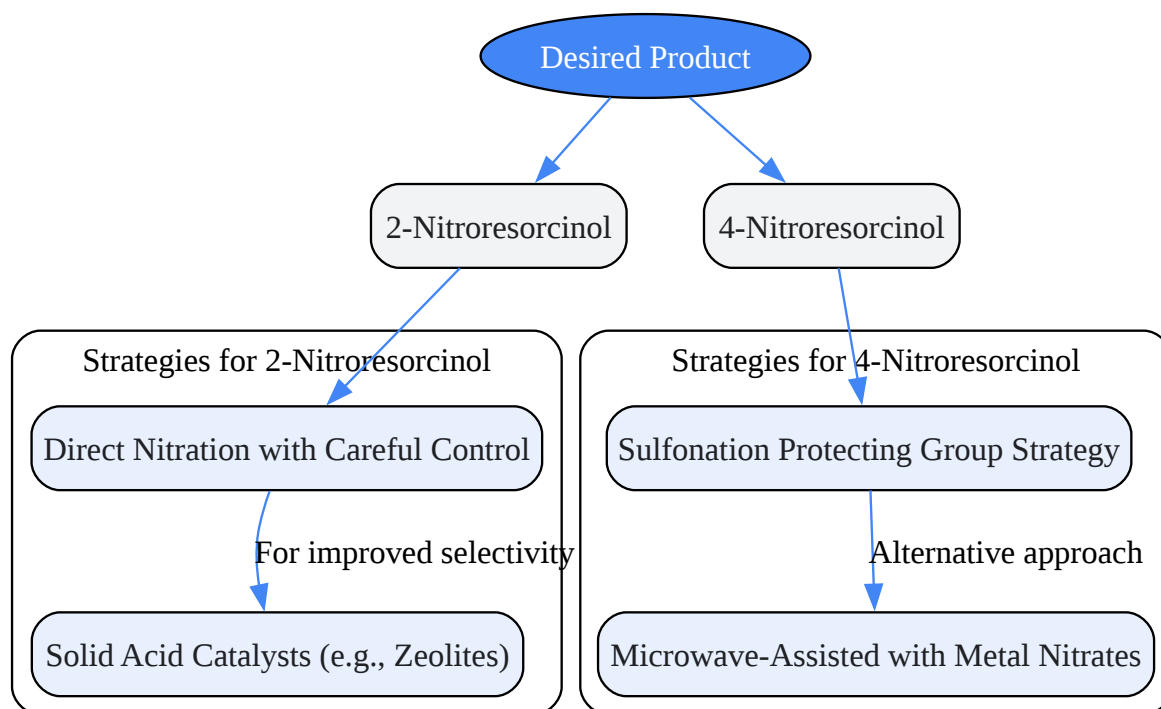 Desired Product
2-Nitroresorcinol
4-Nitroresorcinol
Strategies for 2-Nitroresorcinol
Strategies for 4-Nitroresorcinol
Direct Nitration with Careful Control
Sulfonation Protecting Group Strategy
For improved selectivity
Alternative approach
Solid Acid Catalysts (e.g., Zeolites)
Microwave-Assisted with Metal Nitrates